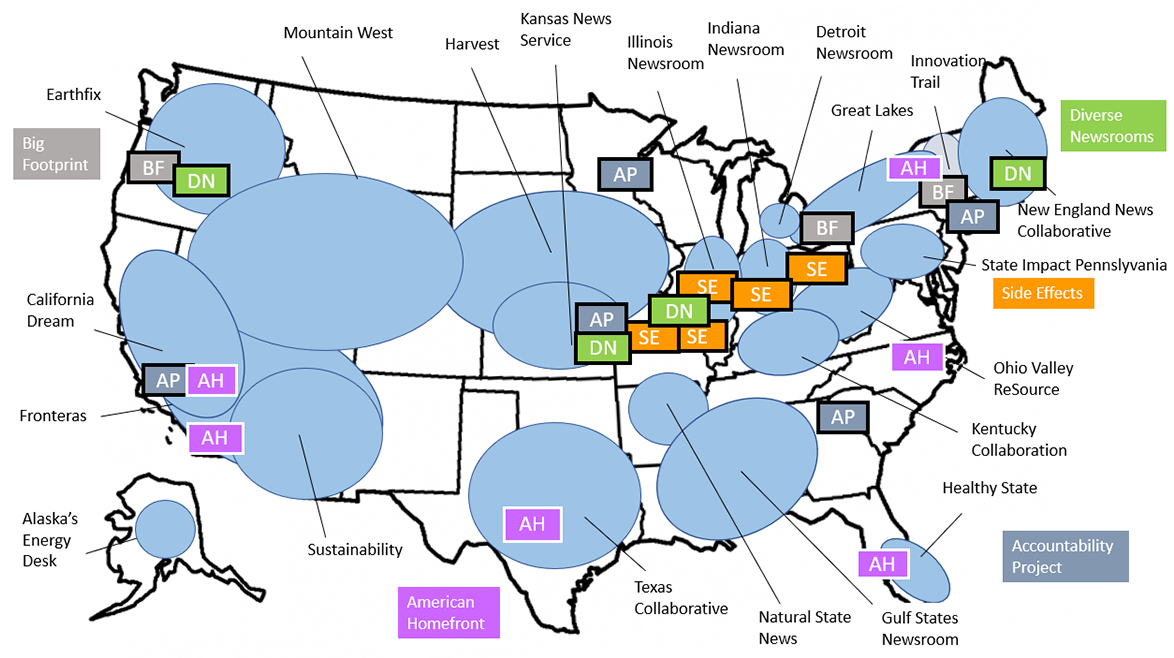 Kansas News
Service
Mountain West
Harvest
Illinois
Newsroom
Indiana
Newsroom
Detroit
Newsroom
Innovation
Trail
Earthfix
Great Lakes
Diverse
Newsrooms
Big
Footprint
BF
DN
AP
AH
BF
DN
AP
BF
New England News
Collaborative
State Impact Pennslyvania
Side Effects
SE
SE
SE
DN
AP
SE
SE
DN
California
Dream
AP
AH
AH
Ohio Valley
ReSource
Fronteras
AH
AP
Kentucky
Collaboration
Healthy State
Alaska's
Energy
Desk
AH
Sustainability
AH
Accountability
Project
American
Homefront
Texas
Collaborative
Natural State
News
Gulf States
Newsroom